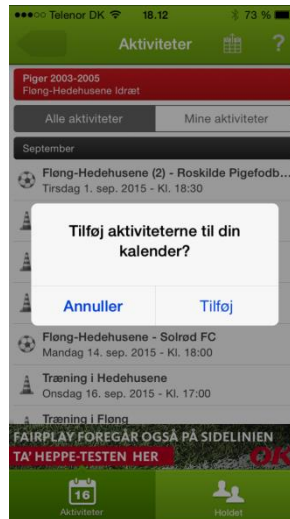 Telenor DK 18.12 73 %
Aktiviteter ?
Piger 2003-2005
Fløng-Hedehusene Idræt
Alle aktiviteter Mine aktiviteter
September
Fløng-Hedehusene (2) - Roskilde Pigefodb...
Tirsdag 1. sep. 2015 - Kl. 18:30
Tilføj aktiviteterne til din
kalender?
Annuller Tilføj
Fløng-Hedehusene - Solrød FC
Mandag 14. sep. 2015 - Kl. 18:00
Træning i Hedehusene
Onsdag 16. sep. 2015 - Kl. 17:00
Træning i Fløng
FAIRPLAY FOREGÅR OGSÅ PÅ SIDELINIEN
TA' HEPPE-TESTEN HER OK
16
Aktiviteter Holdet